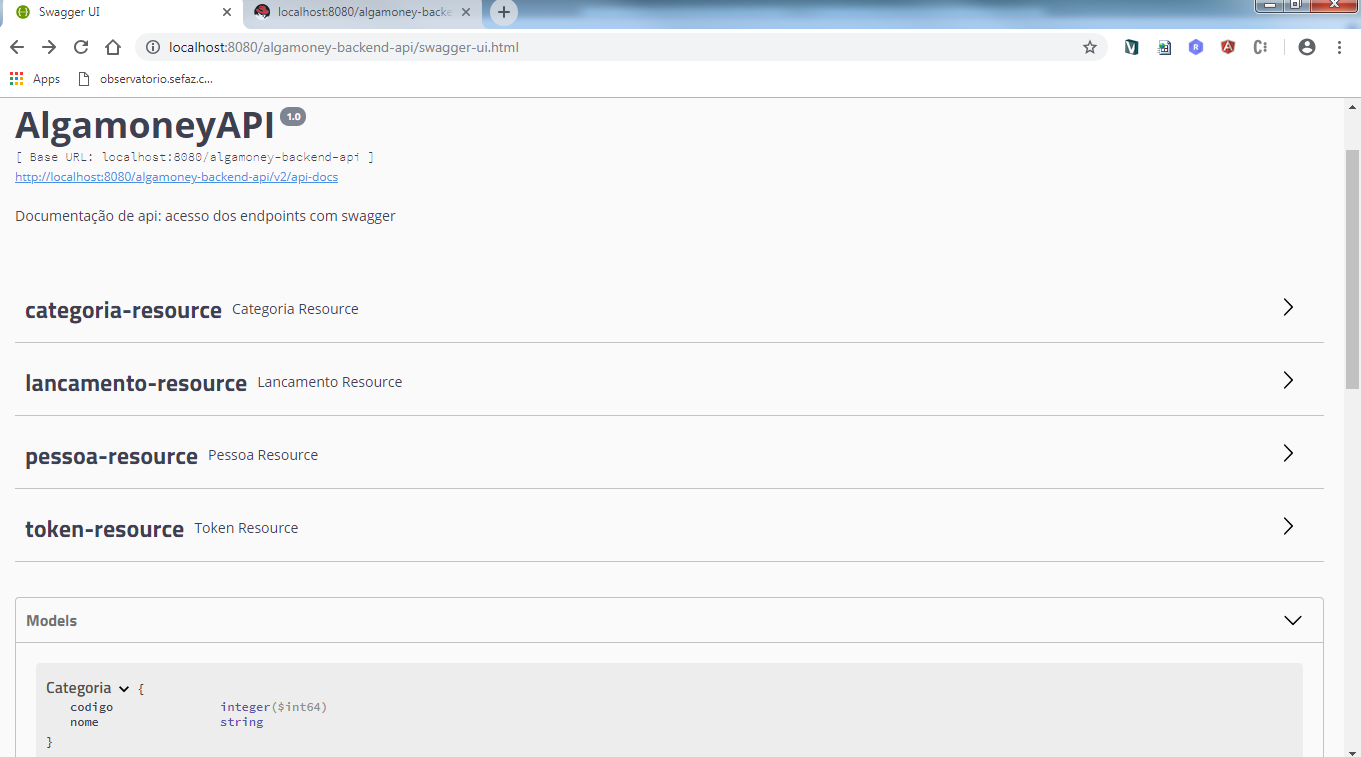 Swagger UI
localhost:8080/algamoney-backe
localhost:8080/algamoney-backend-api/swagger-ui.html
Apps
observatorio.sefaz.c...
AlgamoneyAPI 1.0
[ Base URL: localhost:8080/algamoney-backend-api ]
http://localhost:8080/algamoney-backend-api/v2/api-docs
Documentação de api: acesso dos endpoints com swagger
categoria-resource Categoria Resource
lancamento-resource Lancamento Resource
pessoa-resource Pessoa Resource
token-resource Token Resource
Models
Categoria {
codigo integer($int64)
nome string
}